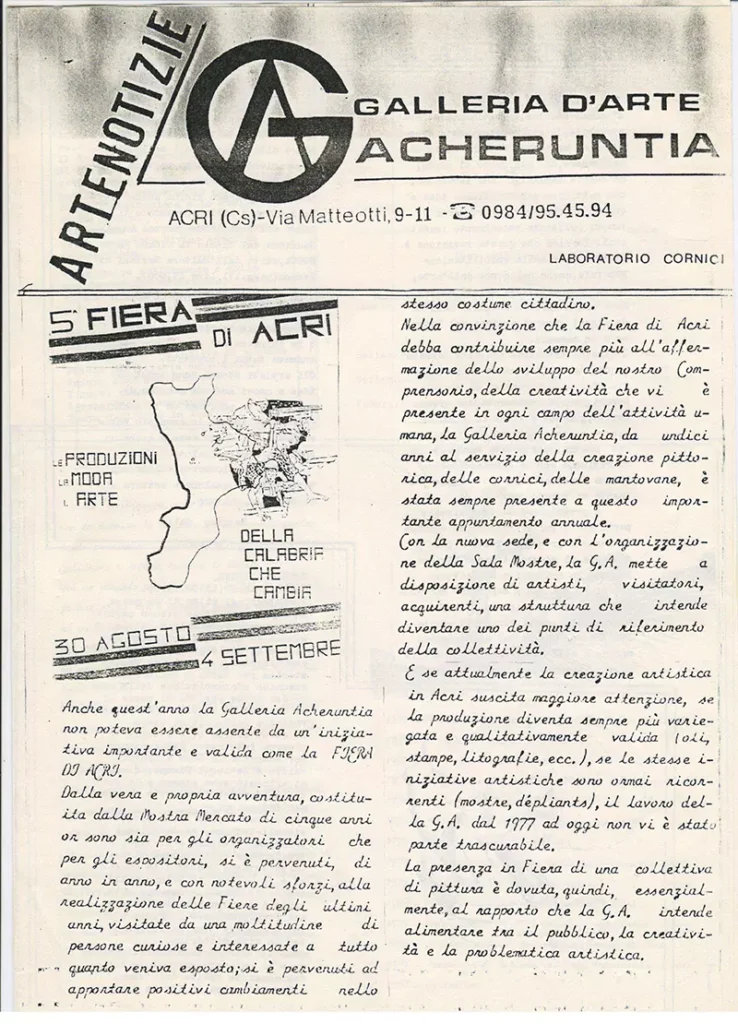 ARTENOTIZIE
GA
GALLERIA D'ARTE
ACHERUNTIA
ACRI (Cs)-Via Matteotti, 9-11 - ☎ 0984/95.45.94
LABORATORIO CORNICI
5ª FIERA
DI ACRI
LE PRODUZIONI
LA MODA
L' ARTE
DELLA
CALABRIA
CHE
CAMBIA
30 AGOSTO
4 SETTEMBRE
Anche quest'anno la Galleria Acheruntia
non poteva essere assente da un'inizia-
tiva importante e valida come la FIERA
DI ACRI.
Dalla vera e propria avventura, costitu-
ita dalla Mostra Mercato di cinque anni
or sono sia per gli organizzatori che
per gli espositori, si è pervenuti, di
anno in anno, e con notevoli sforzi, alla
realizzazione delle Fiere degli ultimi
anni, visitate da una moltitudine di
persone curiose e interessate a tutto
quanto veniva esposto; si è pervenuti ad
apportare positivi cambiamenti nello
stesso costume cittadino.
Nella convinzione che la Fiera di Acri
debba contribuire sempre più all'affer-
mazione dello sviluppo del nostro Com-
prensorio, della creatività che vi è
presente in ogni campo dell'attività u-
mana, la Galleria Acheruntia, da undici
anni al servizio della creazione pitto-
rica, delle cornici, delle mantovane, è
stata sempre presente a questo impor-
tante appuntamento annuale.
Con la nuova sede, e con l'organizzazio-
ne della Sala Mostre, la G.A. mette a
disposizione di artisti, visitatori,
acquirenti, una struttura che intende
diventare uno dei punti di riferimento
della collettività.
E se attualmente la creazione artistica
in Acri suscita maggiore attenzione, se
la produzione diventa sempre più varie-
gata e qualitativamente valida (oli,
stampe, litografie, ecc.), se le stesse i-
niziative artistiche sono ormai ricor-
renti (mostre, dépliants), il lavoro del-
la G.A. dal 1977 ad oggi non vi è stato
parte trascurabile.
La presenza in Fiera di una collettiva
di pittura è dovuta, quindi, essenzial-
mente, al rapporto che la G.A. intende
alimentare tra il pubblico, la creativi-
tà e la problematica artistica.